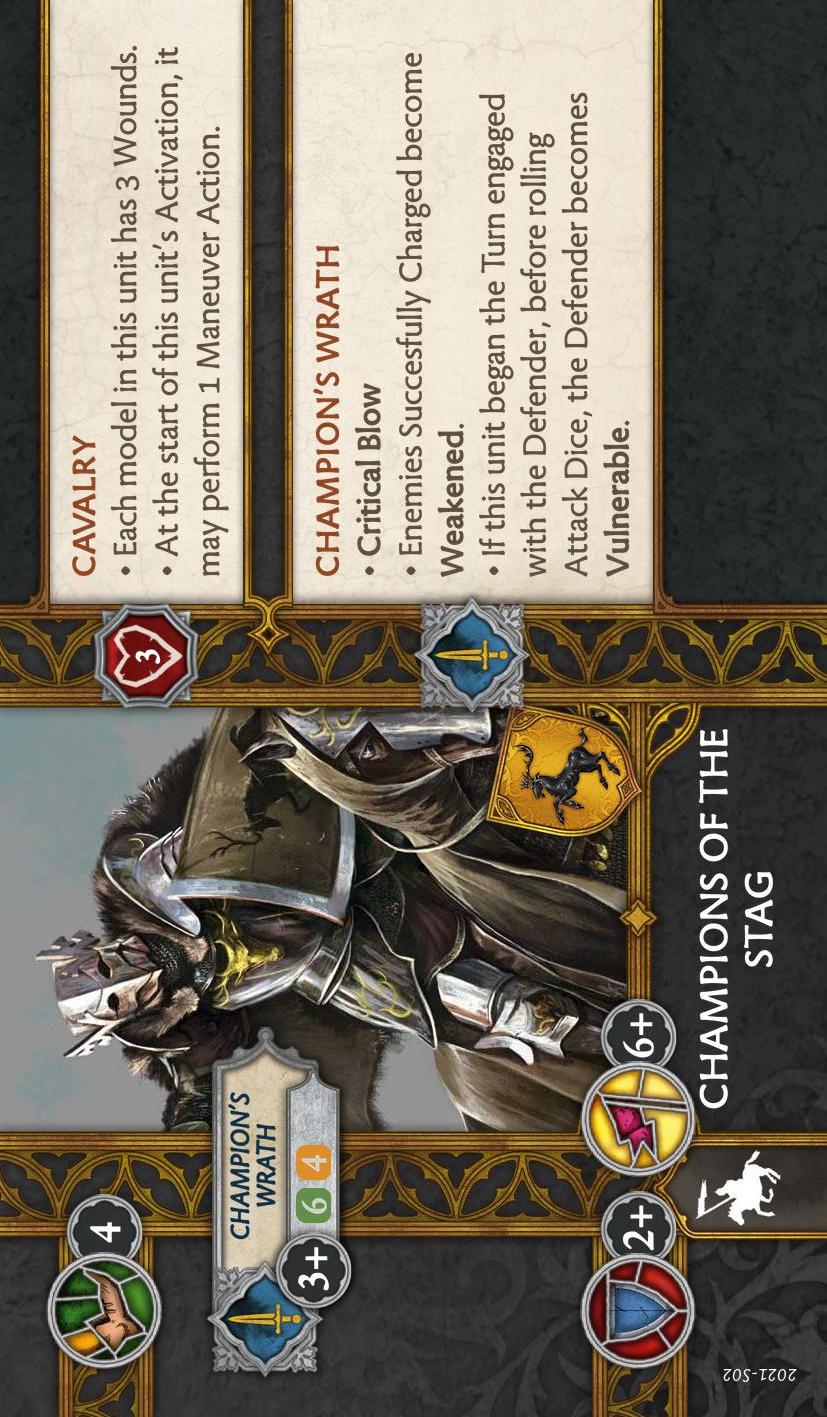 4
CHAMPION'S
WRATH
3+
6 4
2+
6+
CHAMPIONS OF THE
STAG
2021-S02
3
CAVALRY
• Each model in this unit has 3 Wounds.
• At the start of this unit's Activation, it
may perform 1 Maneuver Action.
CHAMPION'S WRATH
• Critical Blow
• Enemies Succesfully Charged become
Weakened.
• If this unit began the Turn engaged
with the Defender, before rolling
Attack Dice, the Defender becomes
Vulnerable.